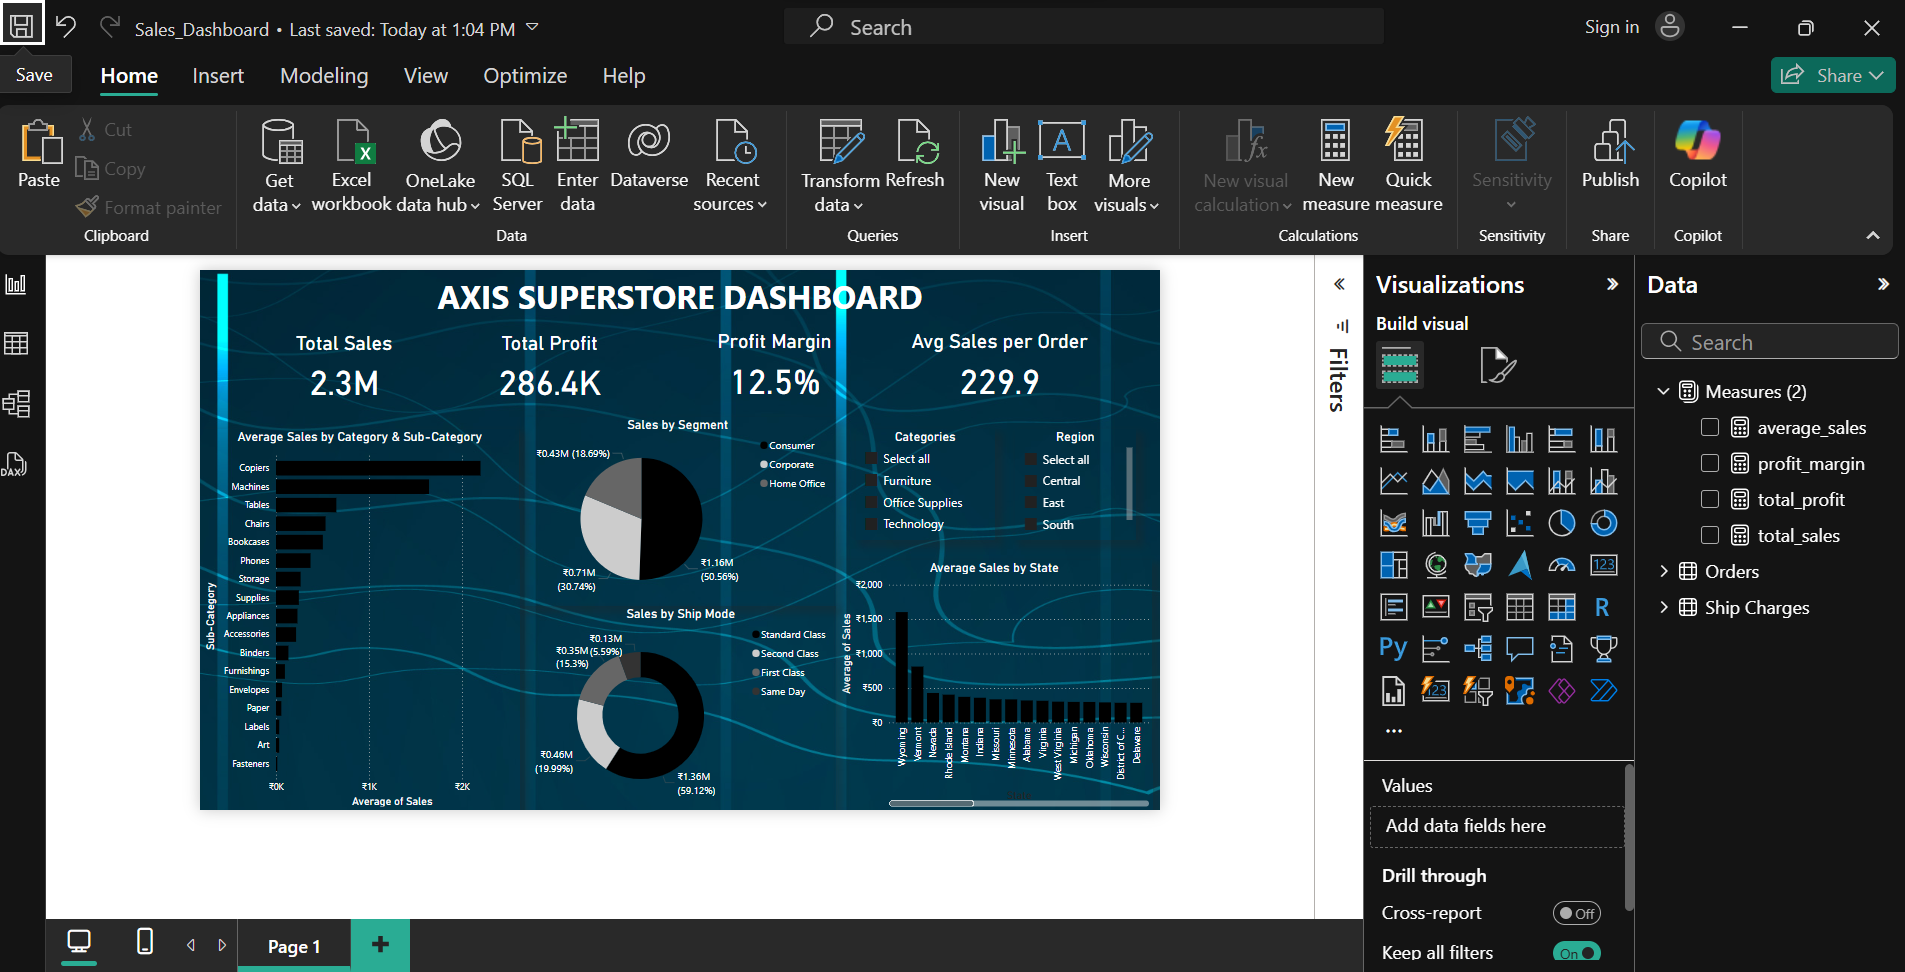 Sales_Dashboard • Last saved: Today at 1:04 PM
Search
Sign in
Save
Home
Insert
Modeling
View
Optimize
Help
Share
Paste
Cut
Copy
Format painter
Clipboard
Get data
Excel workbook
OneLake data hub
SQL Server
Enter data
Dataverse
Recent sources
Data
Transform data
Refresh
Queries
New visual
Text box
More visuals
Insert
New visual calculation
New measure
Quick measure
Calculations
Sensitivity
Sensitivity
Publish
Share
Copilot
Copilot
DAX
AXIS SUPERSTORE DASHBOARD
Total Sales
2.3M
Total Profit
286.4K
Profit Margin
12.5%
Avg Sales per Order
229.9
Average Sales by Category & Sub-Category
Sub-Category
Copiers
Machines
Tables
Chairs
Bookcases
Phones
Storage
Supplies
Appliances
Accessories
Binders
Furnishings
Envelopes
Paper
Labels
Art
Fasteners
₹0K
₹1K
₹2K
Average of Sales
Sales by Segment
₹0.43M (18.69%)
₹0.71M
(30.74%)
₹1.16M
(50.56%)
Consumer
Corporate
Home Office
Sales by Ship Mode
₹0.13M
(5.59%)
₹0.35M
(15.3%)
₹0.46M
(19.99%)
₹1.36M
(59.12%)
Standard Class
Second Class
First Class
Same Day
Categories
Select all
Furniture
Office Supplies
Technology
Region
Select all
Central
East
South
Average Sales by State
Average of Sales
₹2,000
₹1,500
₹1,000
₹500
₹0
Wyoming
Vermont
Nevada
Rhode Island
Montana
Indiana
Missouri
Minnesota
Alabama
Virginia
West Virginia
Michigan
Oklahoma
Wisconsin
District of C...
Delaware
State
Filters
Visualizations
Build visual
123
R
Py
123
Values
Add data fields here
Drill through
Cross-report
Off
Keep all filters
On
Data
Search
Measures (2)
average_sales
profit_margin
total_profit
total_sales
Orders
Ship Charges
Page 1